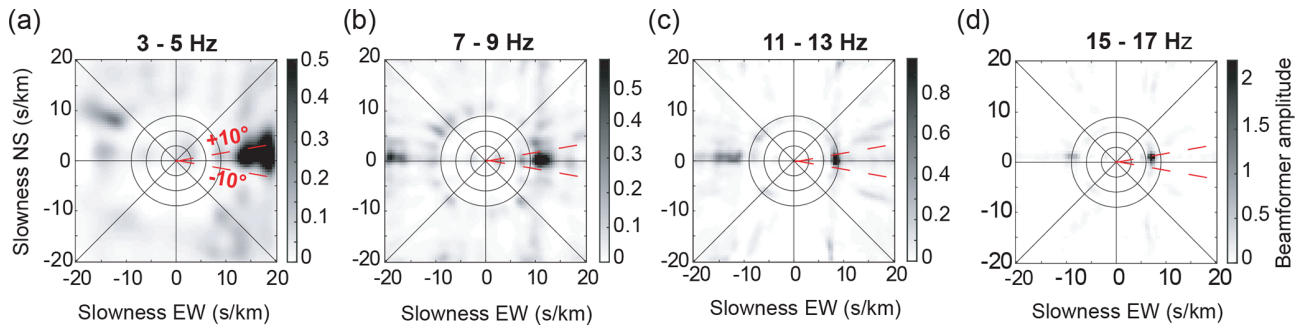 (a)
3 - 5 Hz
Slowness NS (s/km)
20
10
0
-10
-20
-20 -10 0 10 20
Slowness EW (s/km)
+10°
-10°
0.5
0.4
0.3
0.2
0.1
0
(b)
7 - 9 Hz
20
10
0
-10
-20
-20 -10 0 10 20
Slowness EW (s/km)
0.5
0.4
0.3
0.2
0.1
0
(c)
11 - 13 Hz
20
10
0
-10
-20
-20 -10 0 10 20
Slowness EW (s/km)
0.8
0.6
0.4
0.2
0
(d)
15 - 17 Hz
20
10
0
-10
-20
-20 -10 0 10 20
Slowness EW (s/km)
2
1.5
1
0.5
0
Beamformer amplitude